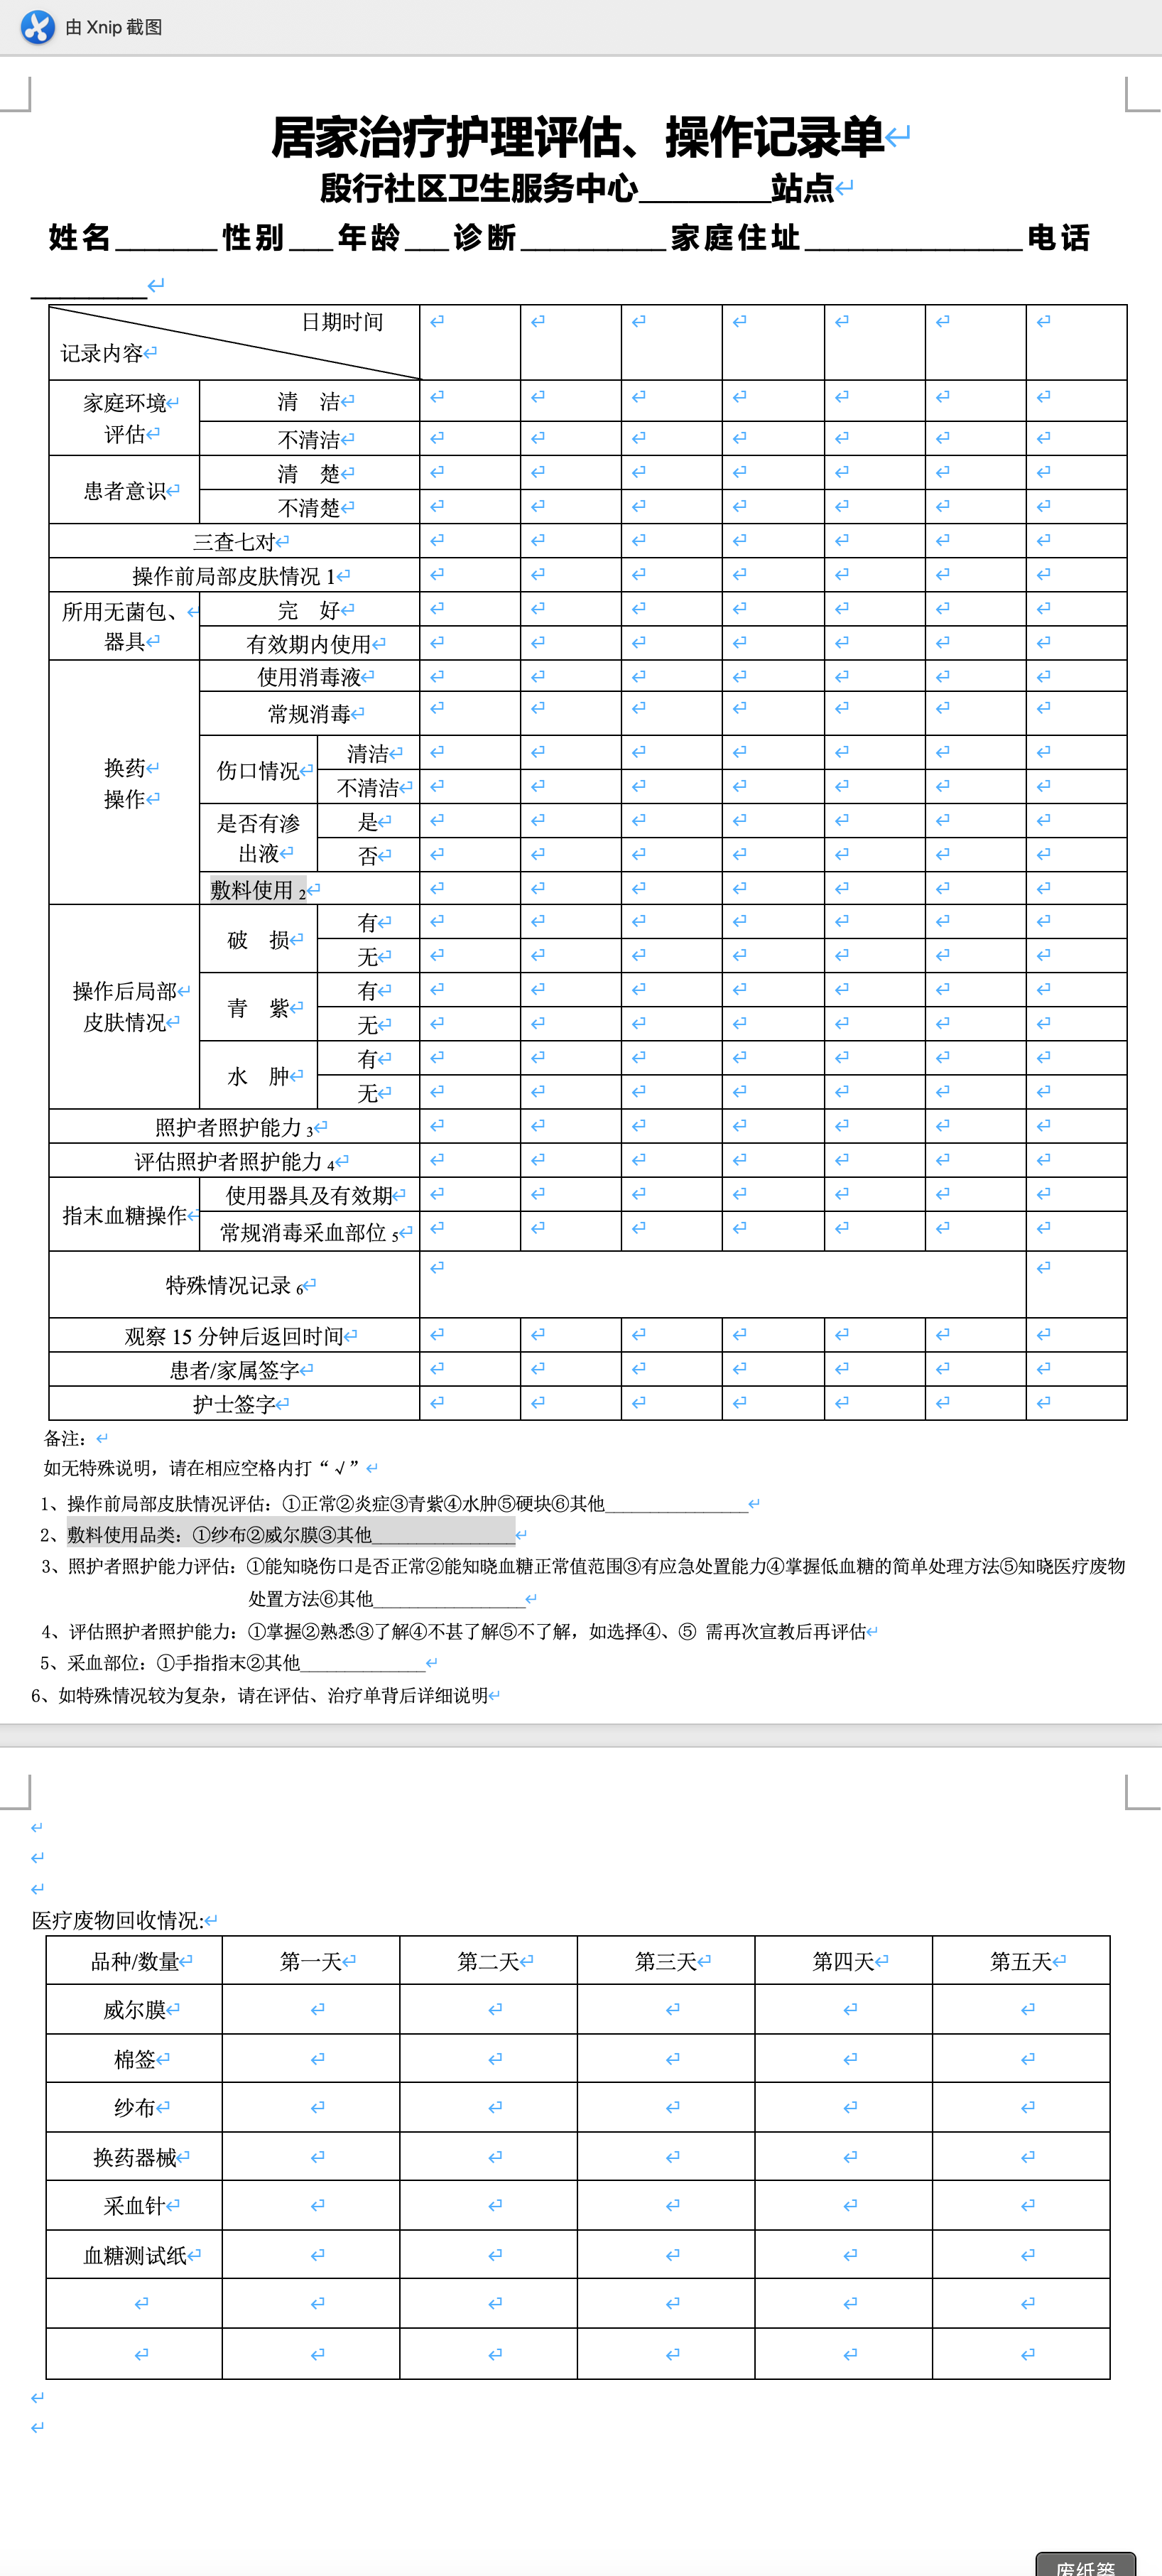 由 Xnip 截图
居家治疗护理评估、操作记录单
殷行社区卫生服务中心________站点
姓名_______性别___年龄___诊断__________家庭住址_______________电话
________
日期时间
记录内容
家庭环境
评估
清 洁
不清洁
患者意识
清 楚
不清楚
三查七对
操作前局部皮肤情况 1
所用无菌包、
器具
完 好
有效期内使用
换药
操作
使用消毒液
常规消毒
伤口情况
清洁
不清洁
是否有渗
出液
是
否
敷料使用 2
操作后局部
皮肤情况
破 损
有
无
青 紫
有
无
水 肿
有
无
照护者照护能力 3
评估照护者照护能力 4
指末血糖操作
使用器具及有效期
常规消毒采血部位 5
特殊情况记录 6
观察 15 分钟后返回时间
患者/家属签字
护士签字
备注：
如无特殊说明，请在相应空格内打“√”
1、操作前局部皮肤情况评估：①正常②炎症③青紫④水肿⑤硬块⑥其他________________
2、敷料使用品类：①纱布②威尔膜③其他________________
3、照护者照护能力评估：①能知晓伤口是否正常②能知晓血糖正常值范围③有应急处置能力④掌握低血糖的简单处理方法⑤知晓医疗废物
处置方法⑥其他_________________
4、评估照护者照护能力：①掌握②熟悉③了解④不甚了解⑤不了解，如选择④、⑤ 需再次宣教后再评估
5、采血部位：①手指指末②其他______________
6、如特殊情况较为复杂，请在评估、治疗单背后详细说明
医疗废物回收情况:
品种/数量 第一天 第二天 第三天 第四天 第五天
威尔膜
棉签
纱布
换药器械
采血针
血糖测试纸
废纸篓